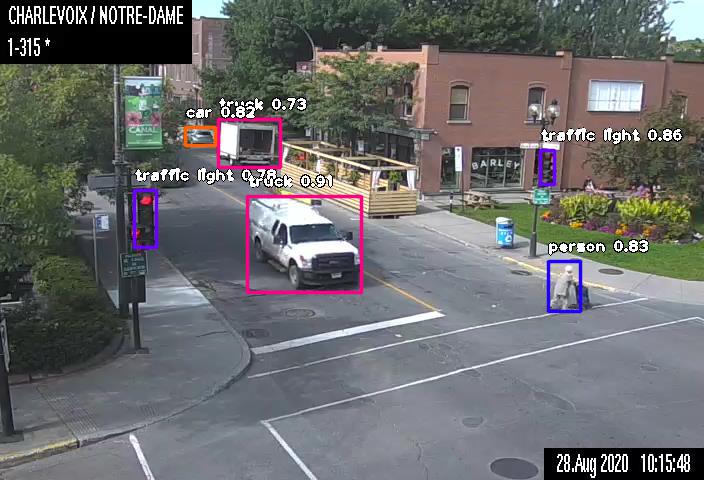 CHARLEVOIX / NOTRE-DAME
1-315 *
car 0.82
truck 0.73
traffic light 0.86
CANAL
BARLEY
traffic light 0.78
truck 0.91
person 0.83
28.Aug 2020 10:15:48